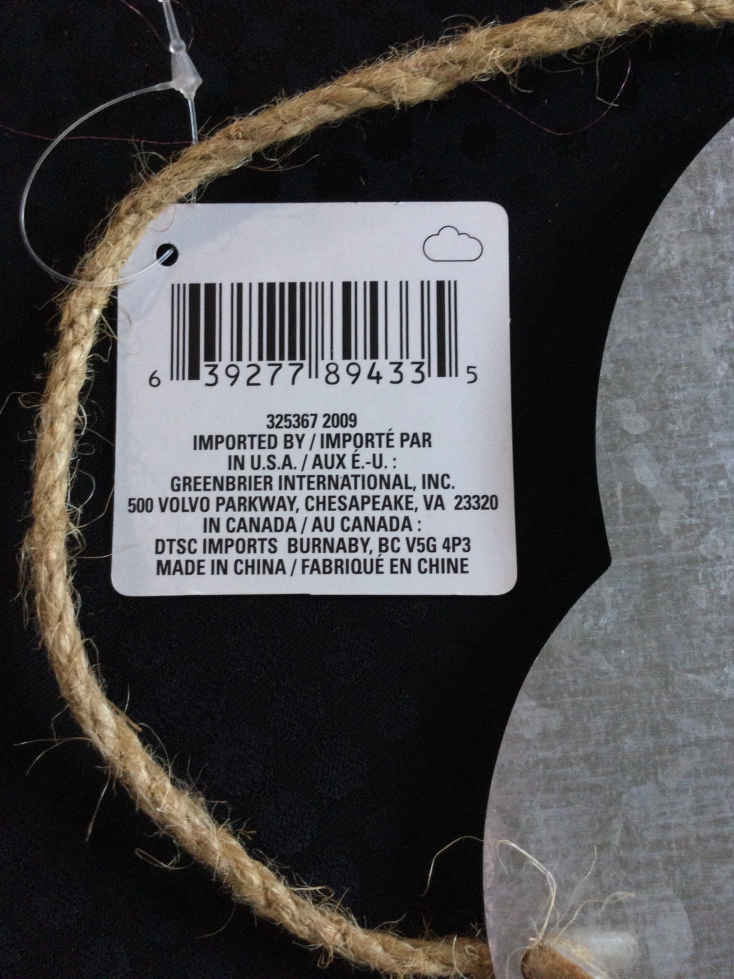 6 39277 89433 5
325367 2009
IMPORTED BY / IMPORTÉ PAR
IN U.S.A. / AUX É.-U. :
GREENBRIER INTERNATIONAL, INC.
500 VOLVO PARKWAY, CHESAPEAKE, VA 23320
IN CANADA / AU CANADA :
DTSC IMPORTS BURNABY, BC V5G 4P3
MADE IN CHINA / FABRIQUÉ EN CHINE